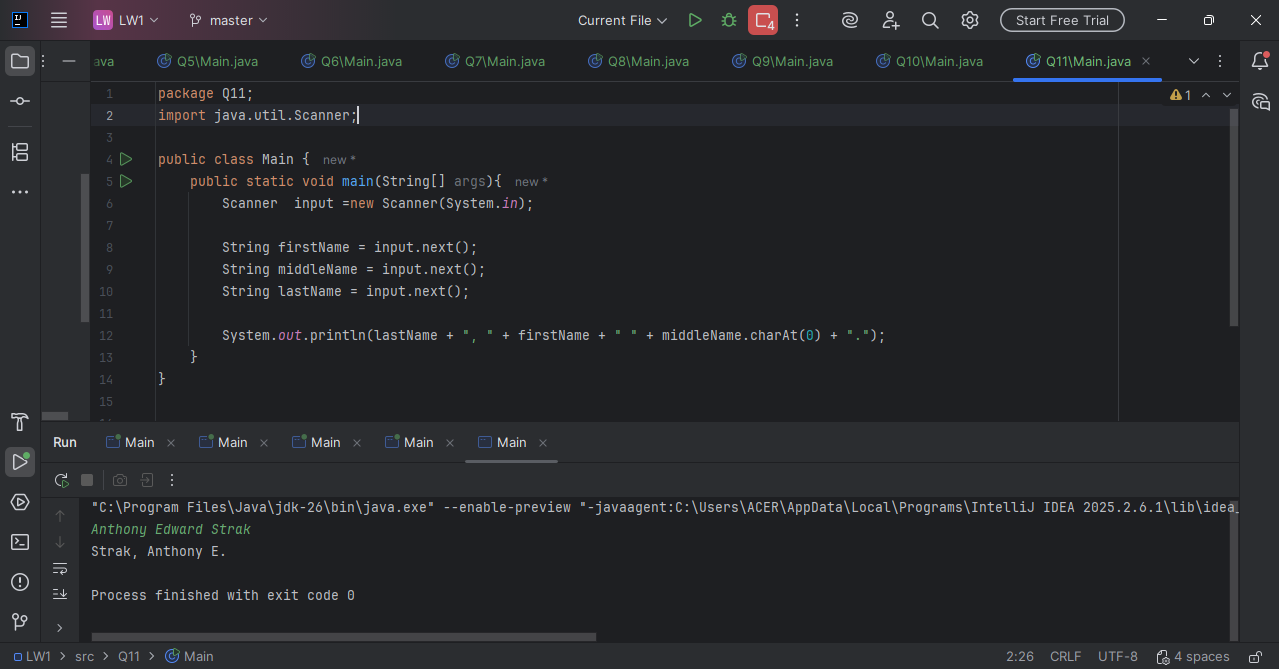 LW LW1 master Current File 4 Start Free Trial
ava Q5\Main.java Q6\Main.java Q7\Main.java Q8\Main.java Q9\Main.java Q10\Main.java Q11\Main.java
1 package Q11; 1
2 import java.util.Scanner;
3
4 public class Main { new *
5 public static void main(String[] args){ new *
6 Scanner  input =new Scanner(System.in);
7
8 String firstName = input.next();
9 String middleName = input.next();
10 String lastName = input.next();
11
12 System.out.println(lastName + ", " + firstName + " " + middleName.charAt(0) + ".");
13 }
14 }
15
Run Main Main Main Main Main
"C:\Program Files\Java\jdk-26\bin\java.exe" --enable-preview "-javaagent:C:\Users\ACER\AppData\Local\Programs\IntelliJ IDEA 2025.2.6.1\lib\idea_
Anthony Edward Strak
Strak, Anthony E.
Process finished with exit code 0
LW1 > src > Q11 > Main 2:26 CRLF UTF-8 4 spaces